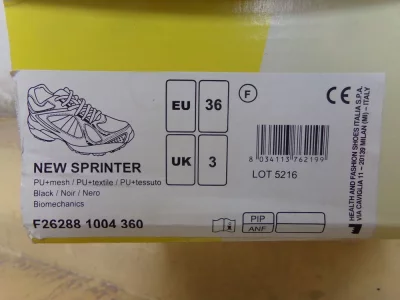 EU 36
F
CE
UK 3
8 034113 762199
LOT 5216
HEALTH AND FASHION SHOES ITALIA S.P.A.
VIA CAVIGLIA 11 – 20139 MILAN (MI) – ITALY
NEW SPRINTER
PU+mesh / PU+textile / PU+tessuto
Black / Noir / Nero
Biomechanics
F26288 1004 360
PIP
ANF